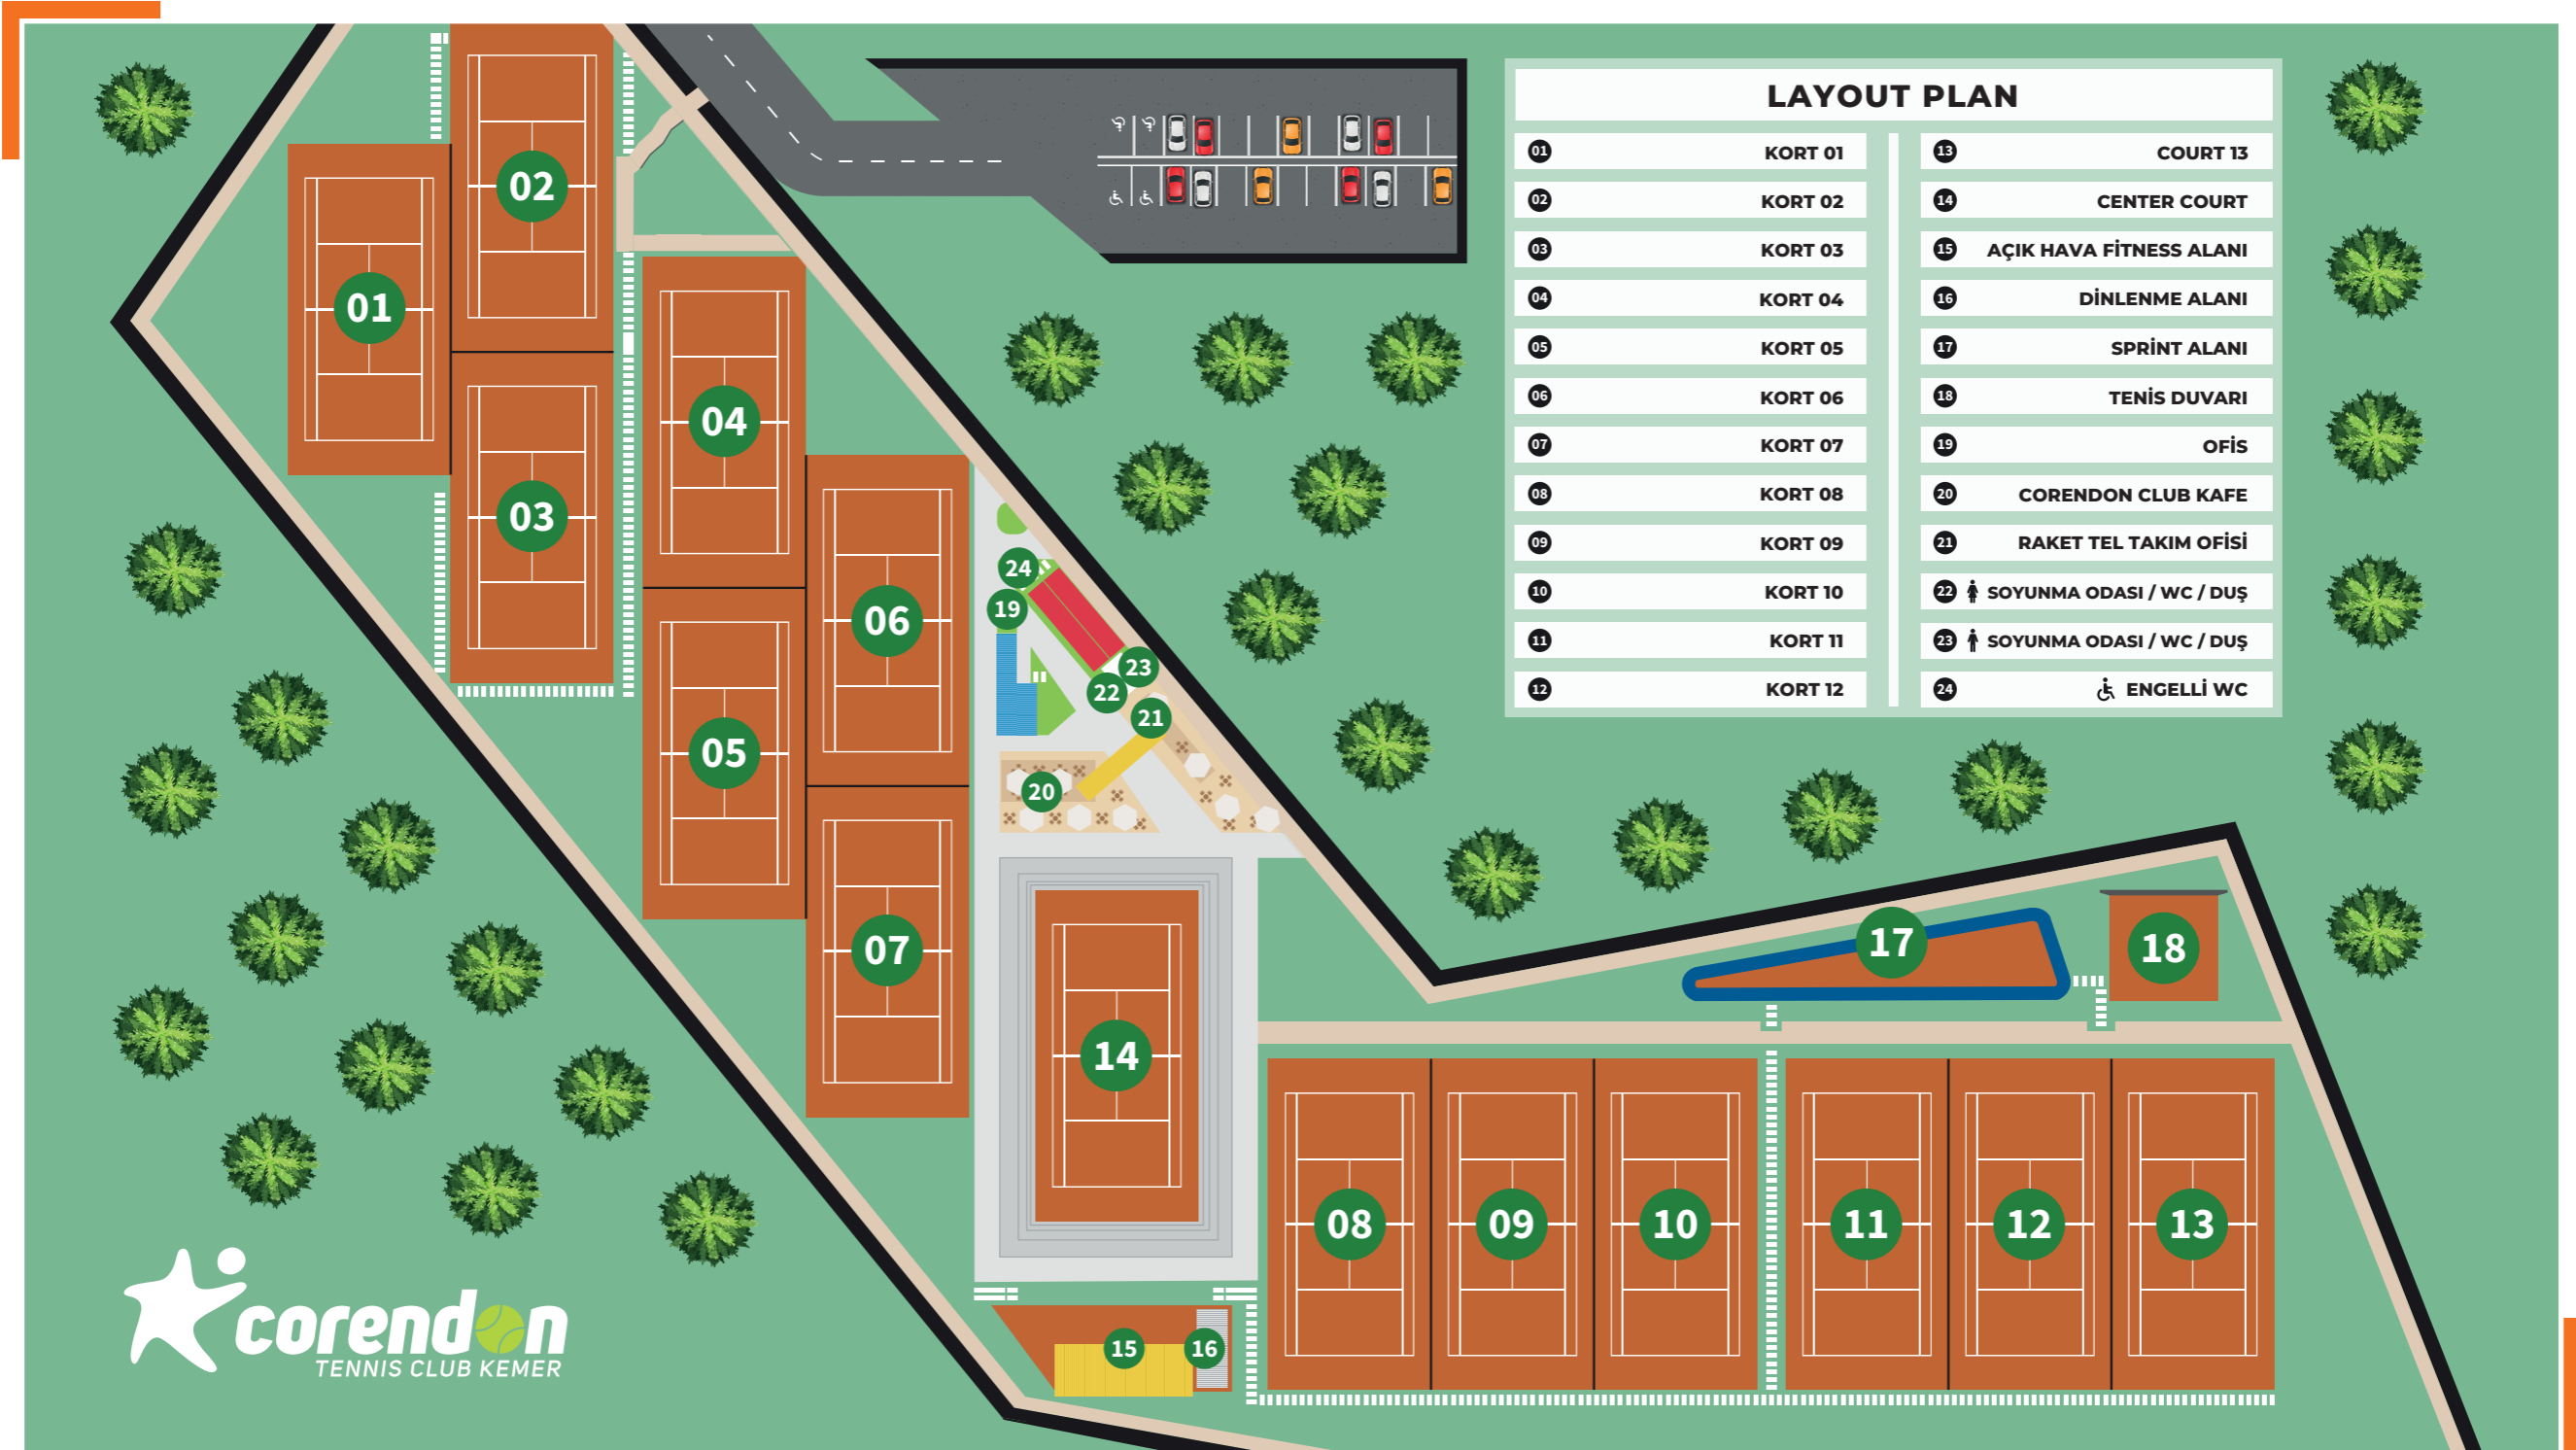 LAYOUT PLAN
01 KORT 01
02 KORT 02
03 KORT 03
04 KORT 04
05 KORT 05
06 KORT 06
07 KORT 07
08 KORT 08
09 KORT 09
10 KORT 10
11 KORT 11
12 KORT 12
13 COURT 13
14 CENTER COURT
15 AÇIK HAVA FİTNESS ALANI
16 DİNLENME ALANI
17 SPRİNT ALANI
18 TENİS DUVARI
19 OFİS
20 CORENDON CLUB KAFE
21 RAKET TEL TAKIM OFİSİ
22 SOYUNMA ODASI / WC / DUŞ
23 SOYUNMA ODASI / WC / DUŞ
24 ENGELLİ WC
02
01
04
03
24
19
06
23
22
21
05
20
17
18
07
14
08
09
10
11
12
13
15
16
corendon
TENNIS CLUB KEMER